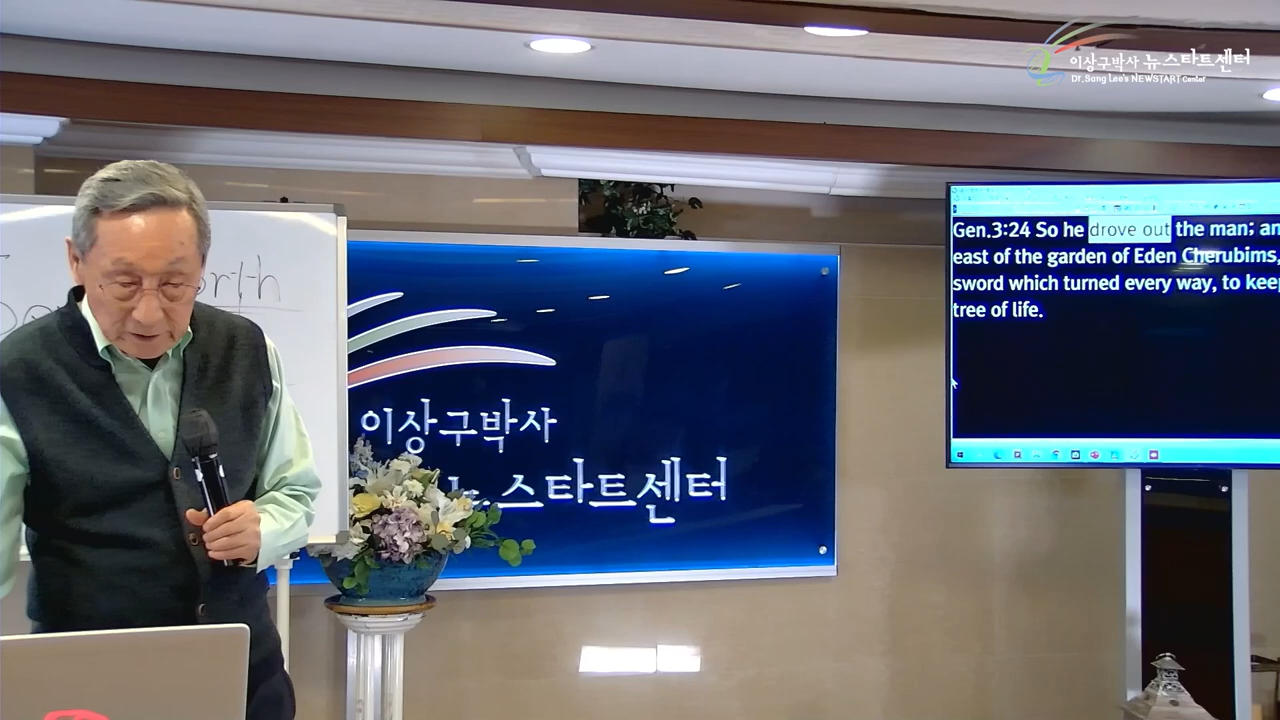 이상구박사 뉴스타트센터
Dr.Sang Lee's NEWSTART Center
Gen.3:24 So he drove out the man; an
east of the garden of Eden Cherubims,
sword which turned every way, to keep
tree of life.
이상구박사
스타트센터